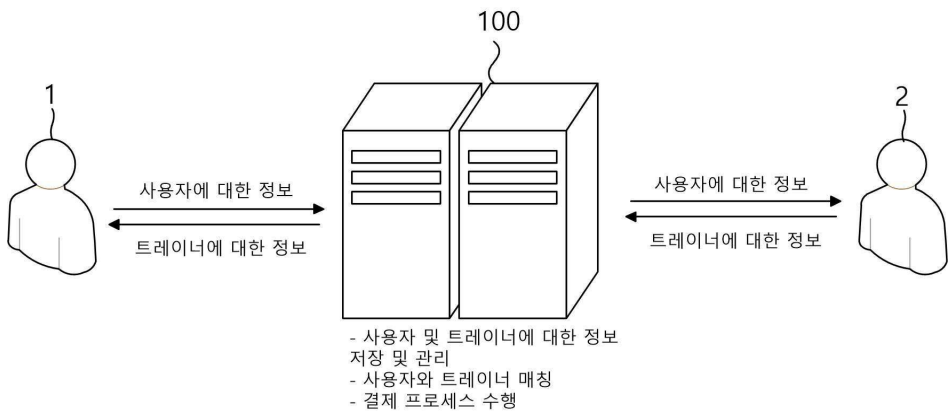 100
1
2
사용자에 대한 정보
트레이너에 대한 정보
사용자에 대한 정보
트레이너에 대한 정보
- 사용자 및 트레이너에 대한 정보
저장 및 관리
- 사용자와 트레이너 매칭
- 결제 프로세스 수행